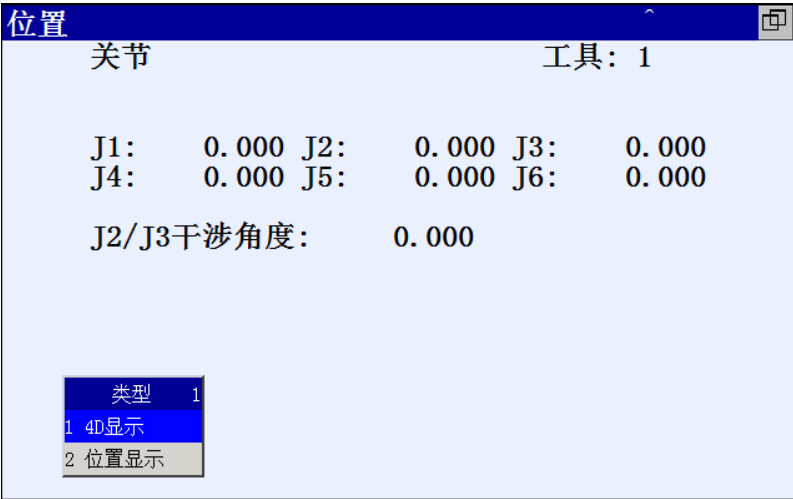 位置
关节 工具: 1
J1: 0.000 J2: 0.000 J3: 0.000
J4: 0.000 J5: 0.000 J6: 0.000
J2/J3干涉角度: 0.000
类型 1
1 4D显示
2 位置显示